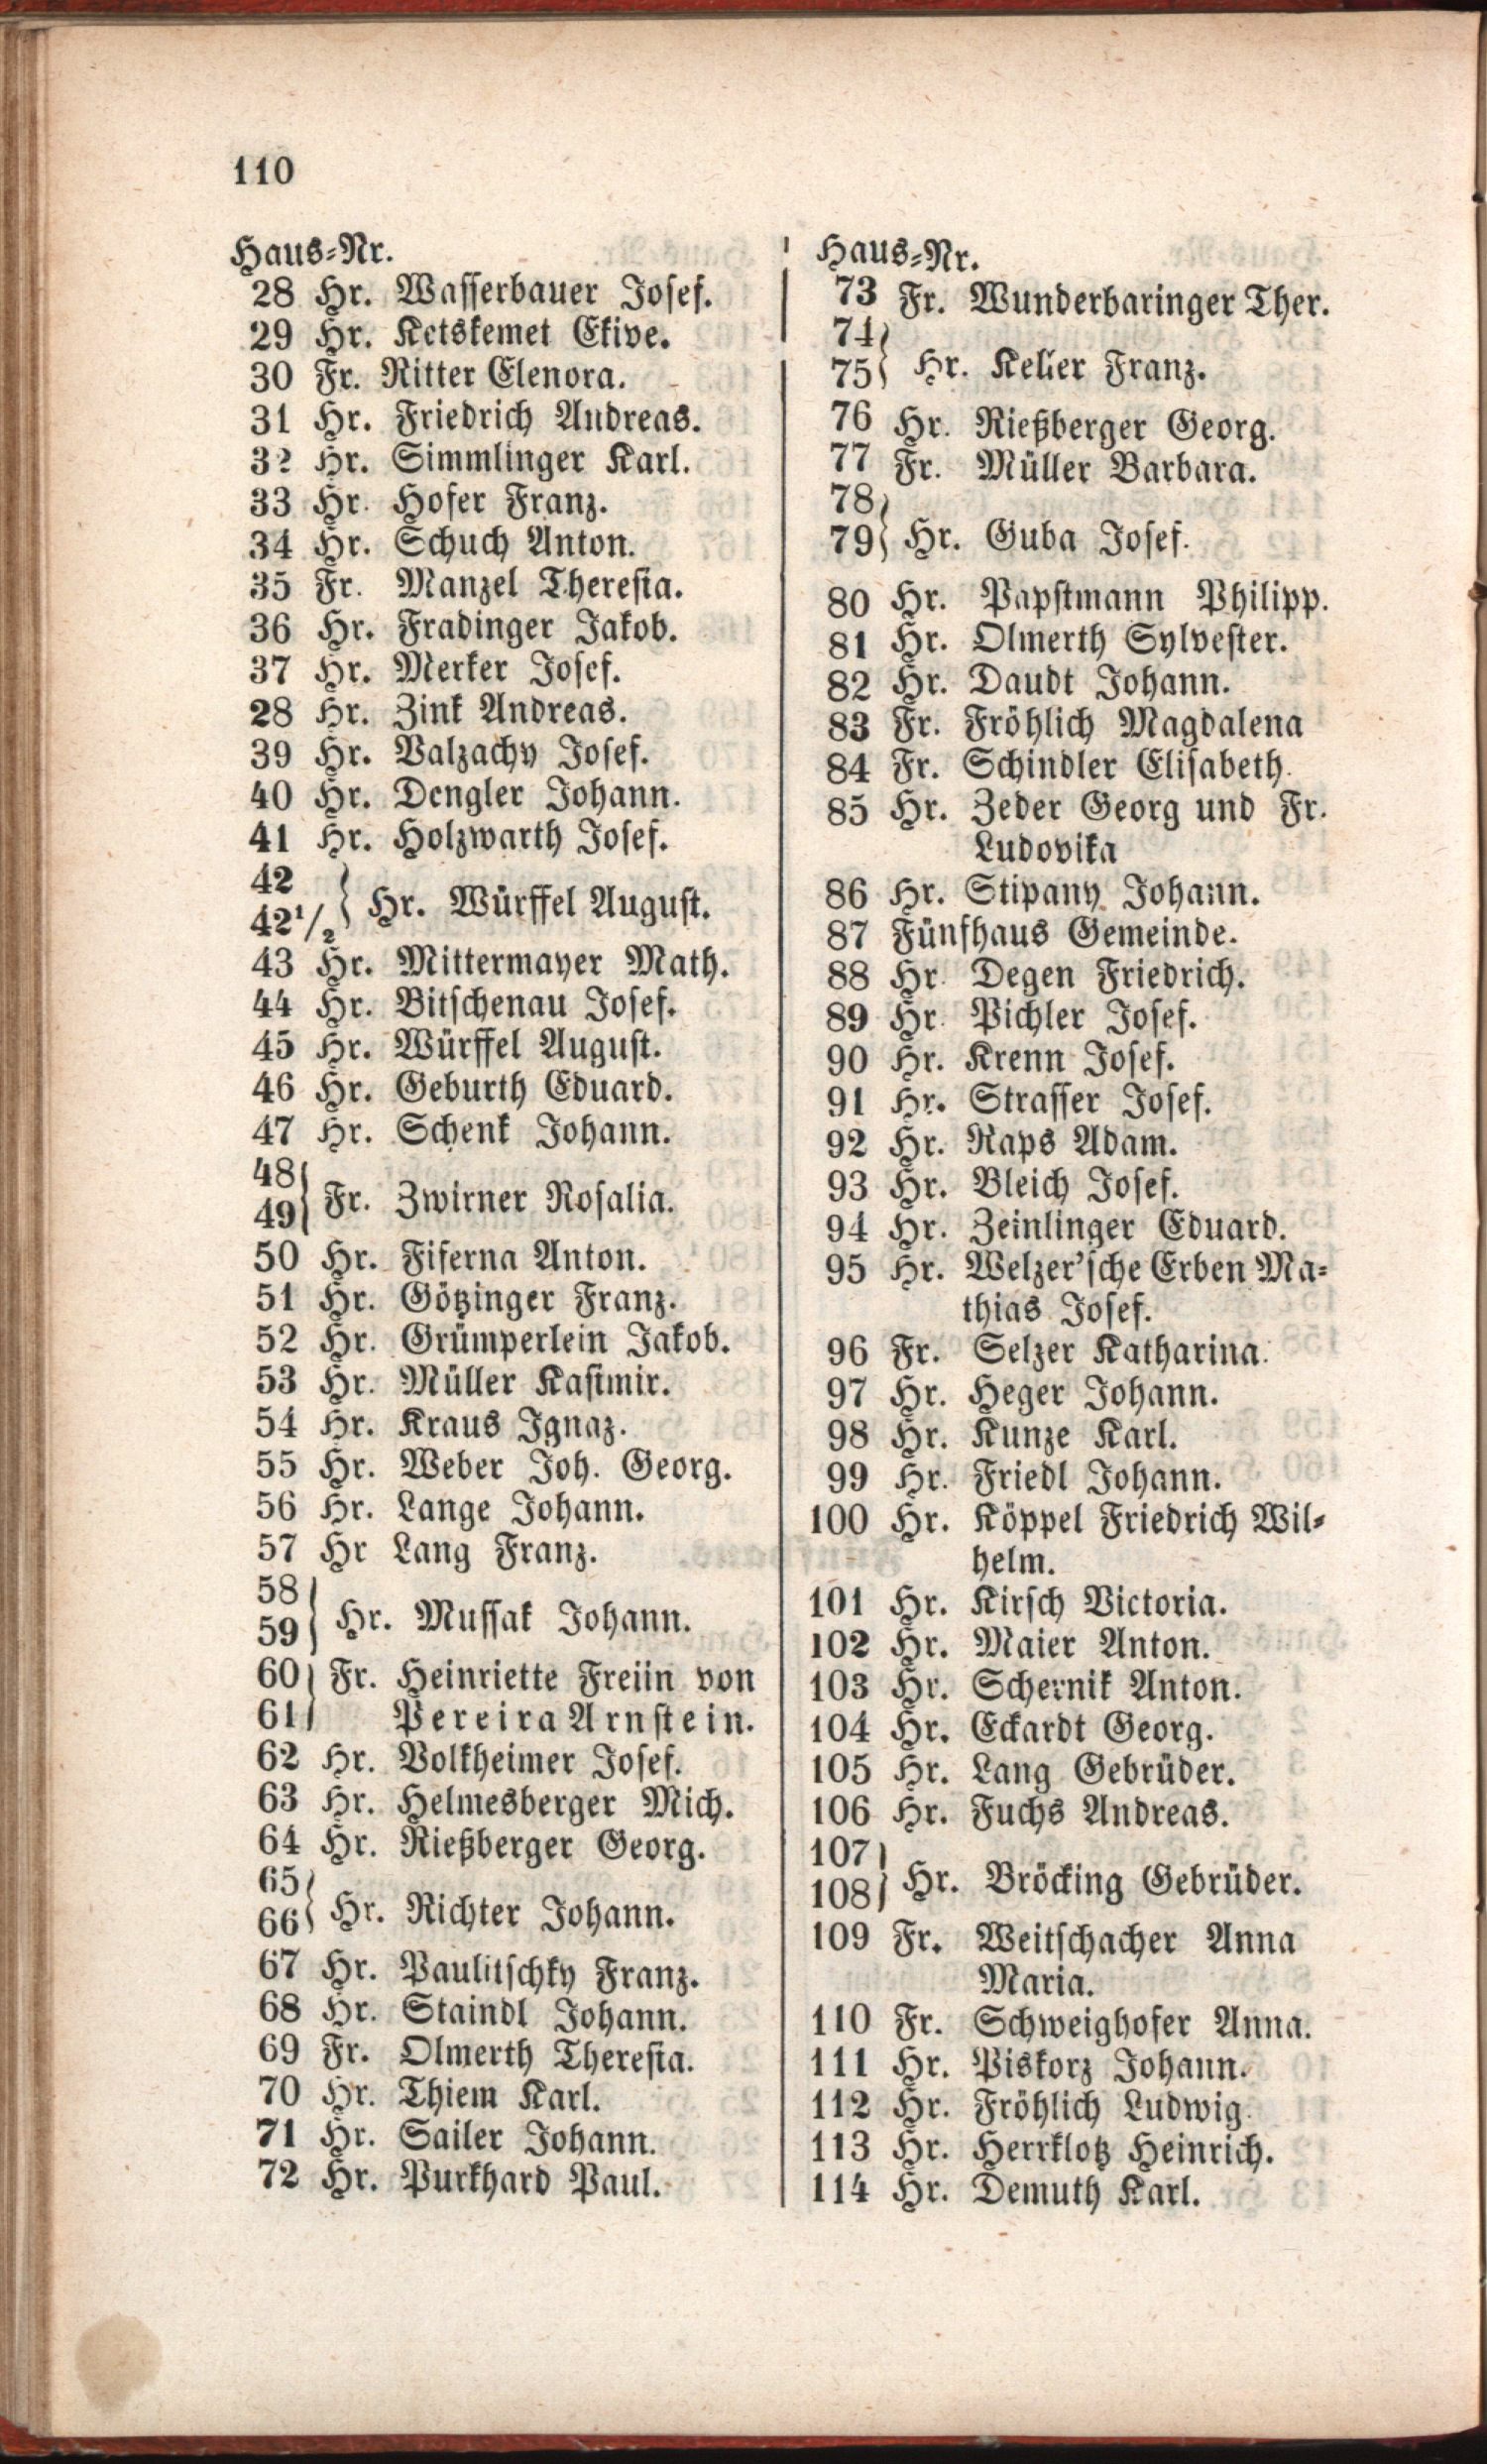 110
Haus-Nr.
28 Hr. Wasserbauer Josef.
29 Hr. Ketskemet Ekive.
30 Fr. Ritter Elenora.
31 Hr. Friedrich Andreas.
32 Hr. Simmlinger Karl.
33 Hr. Hofer Franz.
34 Hr. Schuch Anton.
35 Fr. Manzel Theresia.
36 Hr. Fradinger Jakob.
37 Hr. Merker Josef.
28 Hr. Zink Andreas.
39 Hr. Valzachy Josef.
40 Hr. Dengler Johann.
41 Hr. Holzwarth Josef.
42
42 1/2 } Hr. Würffel August.
43 Hr. Mittermayer Math.
44 Hr. Bitschenau Josef.
45 Hr. Würffel August.
46 Hr. Geburth Eduard.
47 Hr. Schenk Johann.
48
49 } Fr. Zwirner Rosalia.
50 Hr. Fiferna Anton.
51 Hr. Götzinger Franz.
52 Hr. Grümperlein Jakob.
53 Hr. Müller Kasimir.
54 Hr. Kraus Ignaz.
55 Hr. Weber Joh. Georg.
56 Hr. Lange Johann.
57 Hr Lang Franz.
58
59 } Hr. Mussak Johann.
60 } Fr. Heinriette Freiin von
61 } Pereira Arnstein.
62 Hr. Volkheimer Josef.
63 Hr. Helmesberger Mich.
64 Hr. Rießberger Georg.
65
66 } Hr. Richter Johann.
67 Hr. Paulitschky Franz.
68 Hr. Staindl Johann.
69 Fr. Olmerth Theresia.
70 Hr. Thiem Karl.
71 Hr. Sailer Johann.
72 Hr. Purkhard Paul.
Haus-Nr.
73 Fr. Wunderbaringer Ther.
74
75 } Hr. Keller Franz.
76 Hr. Rießberger Georg.
77 Fr. Müller Barbara.
78
79 } Hr. Guba Josef.
80 Hr. Papstmann Philipp.
81 Hr. Olmerth Sylvester.
82 Hr. Daudt Johann.
83 Fr. Fröhlich Magdalena
84 Fr. Schindler Elisabeth.
85 Hr. Zeder Georg und Fr.
Ludovika
86 Hr. Stipany Johann.
87 Fünfhaus Gemeinde.
88 Hr. Degen Friedrich.
89 Hr. Pichler Josef.
90 Hr. Krenn Josef.
91 Hr. Strasser Josef.
92 Hr. Raps Adam.
93 Hr. Bleich Josef.
94 Hr. Zeinlinger Eduard.
95 Hr. Welzer'sche Erben Ma-
thias Josef.
96 Fr. Selzer Katharina.
97 Hr. Heger Johann.
98 Hr. Kunze Karl.
99 Hr. Friedl Johann.
100 Hr. Köppel Friedrich Wil-
helm.
101 Hr. Kirsch Victoria.
102 Hr. Maier Anton.
103 Hr. Schernik Anton.
104 Hr. Eckardt Georg.
105 Hr. Lang Gebrüder.
106 Hr. Fuchs Andreas.
107
108 } Hr. Bröcking Gebrüder.
109 Fr. Weitschacher Anna
Maria.
110 Fr. Schweighofer Anna.
111 Hr. Piskorz Johann.
112 Hr. Fröhlich Ludwig.
113 Hr. Herrklotz Heinrich.
114 Hr. Demuth Karl.